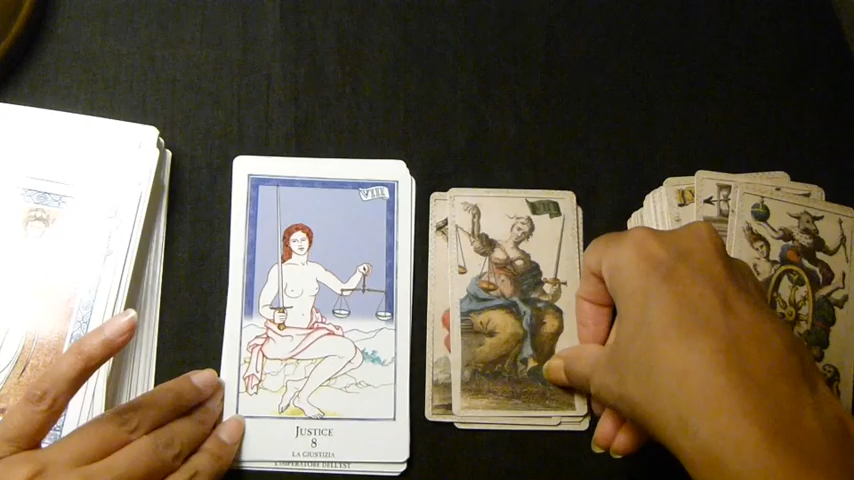 VIII
JUSTICE
8
LA GIUSTIZIA
L'IMPERATORE DELL'EST